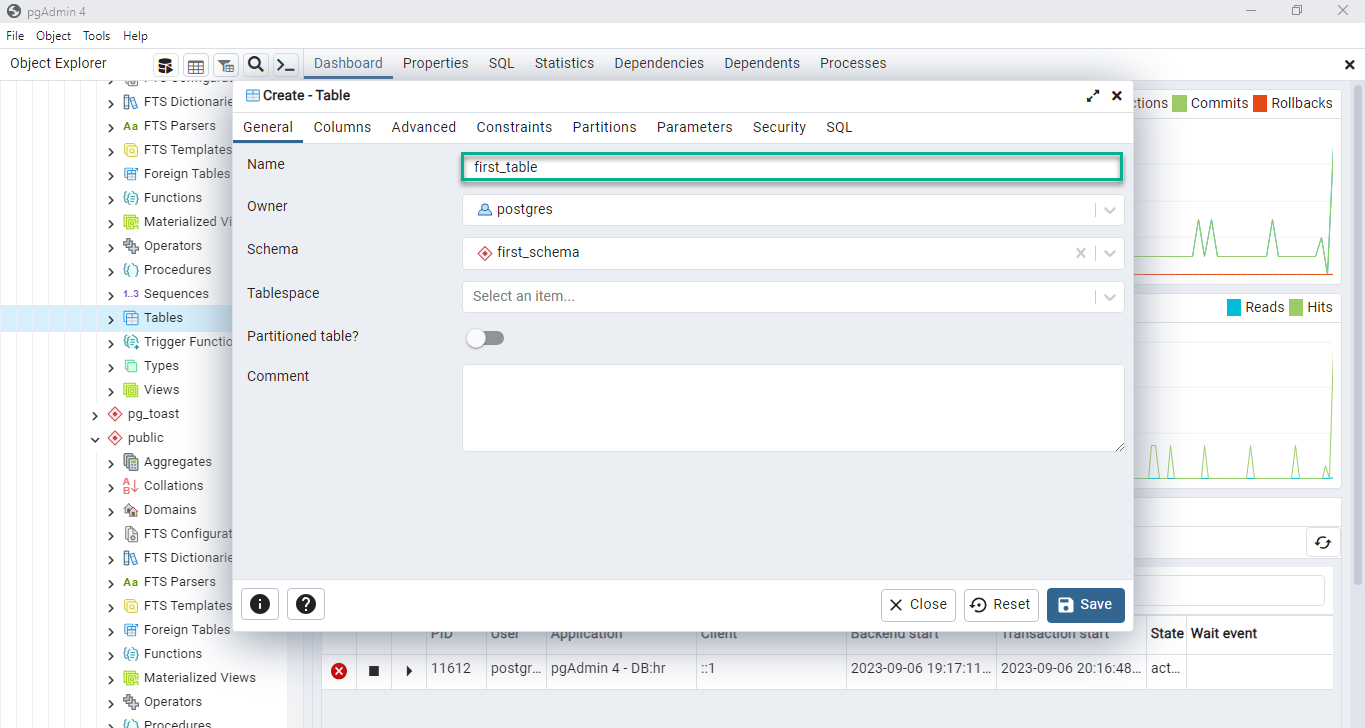 pgAdmin 4
File Object Tools Help
Object Explorer
Dashboard Properties SQL Statistics Dependencies Dependents Processes
FTS Dictionarie
Aa FTS Parsers
FTS Templates
Foreign Tables
Functions
Materialized Vi
Operators
Procedures
1..3 Sequences
Tables
Trigger Functio
Types
Views
pg_toast
public
Aggregates
Collations
Domains
FTS Configurat
FTS Dictionarie
Aa FTS Parsers
FTS Templates
Foreign Tables
Functions
Materialized Views
Operators
Procedures
Create - Table
General Columns Advanced Constraints Partitions Parameters Security SQL
Name
first_table
Owner
postgres
Schema
first_schema
Tablespace
Select an item...
Partitioned table?
Comment
Close Reset Save
ctions Commits Rollbacks
Reads Hits
PID User Application Client Backend start Transaction start State Wait event
11612 postgr... pgAdmin 4 - DB:hr ::1 2023-09-06 19:17:11... 2023-09-06 20:16:48... act...